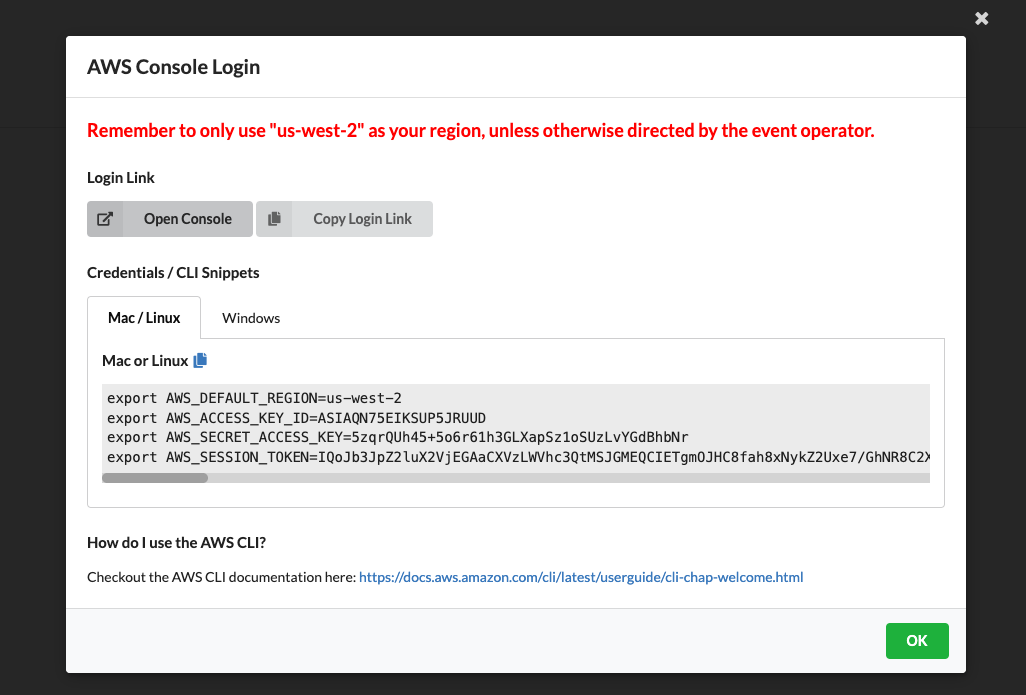 AWS Console Login
Remember to only use "us-west-2" as your region, unless otherwise directed by the event operator.
Login Link
Open Console
Copy Login Link
Credentials / CLI Snippets
Mac / Linux
Windows
Mac or Linux
export AWS_DEFAULT_REGION=us-west-2
export AWS_ACCESS_KEY_ID=ASIAQN75EIKSUP5JRUUD
export AWS_SECRET_ACCESS_KEY=5zqrQUh45+5o6r61h3GLXapSz1oSUzLvYGdBhbNr
export AWS_SESSION_TOKEN=IQoJb3JpZ2luX2VjEGAaCXVzLWVhc3QtMSJGMEQCIETgmOJHC8fah8xNykZ2Uxe7/GhNR8C2X
How do I use the AWS CLI?
Checkout the AWS CLI documentation here: https://docs.aws.amazon.com/cli/latest/userguide/cli-chap-welcome.html
OK